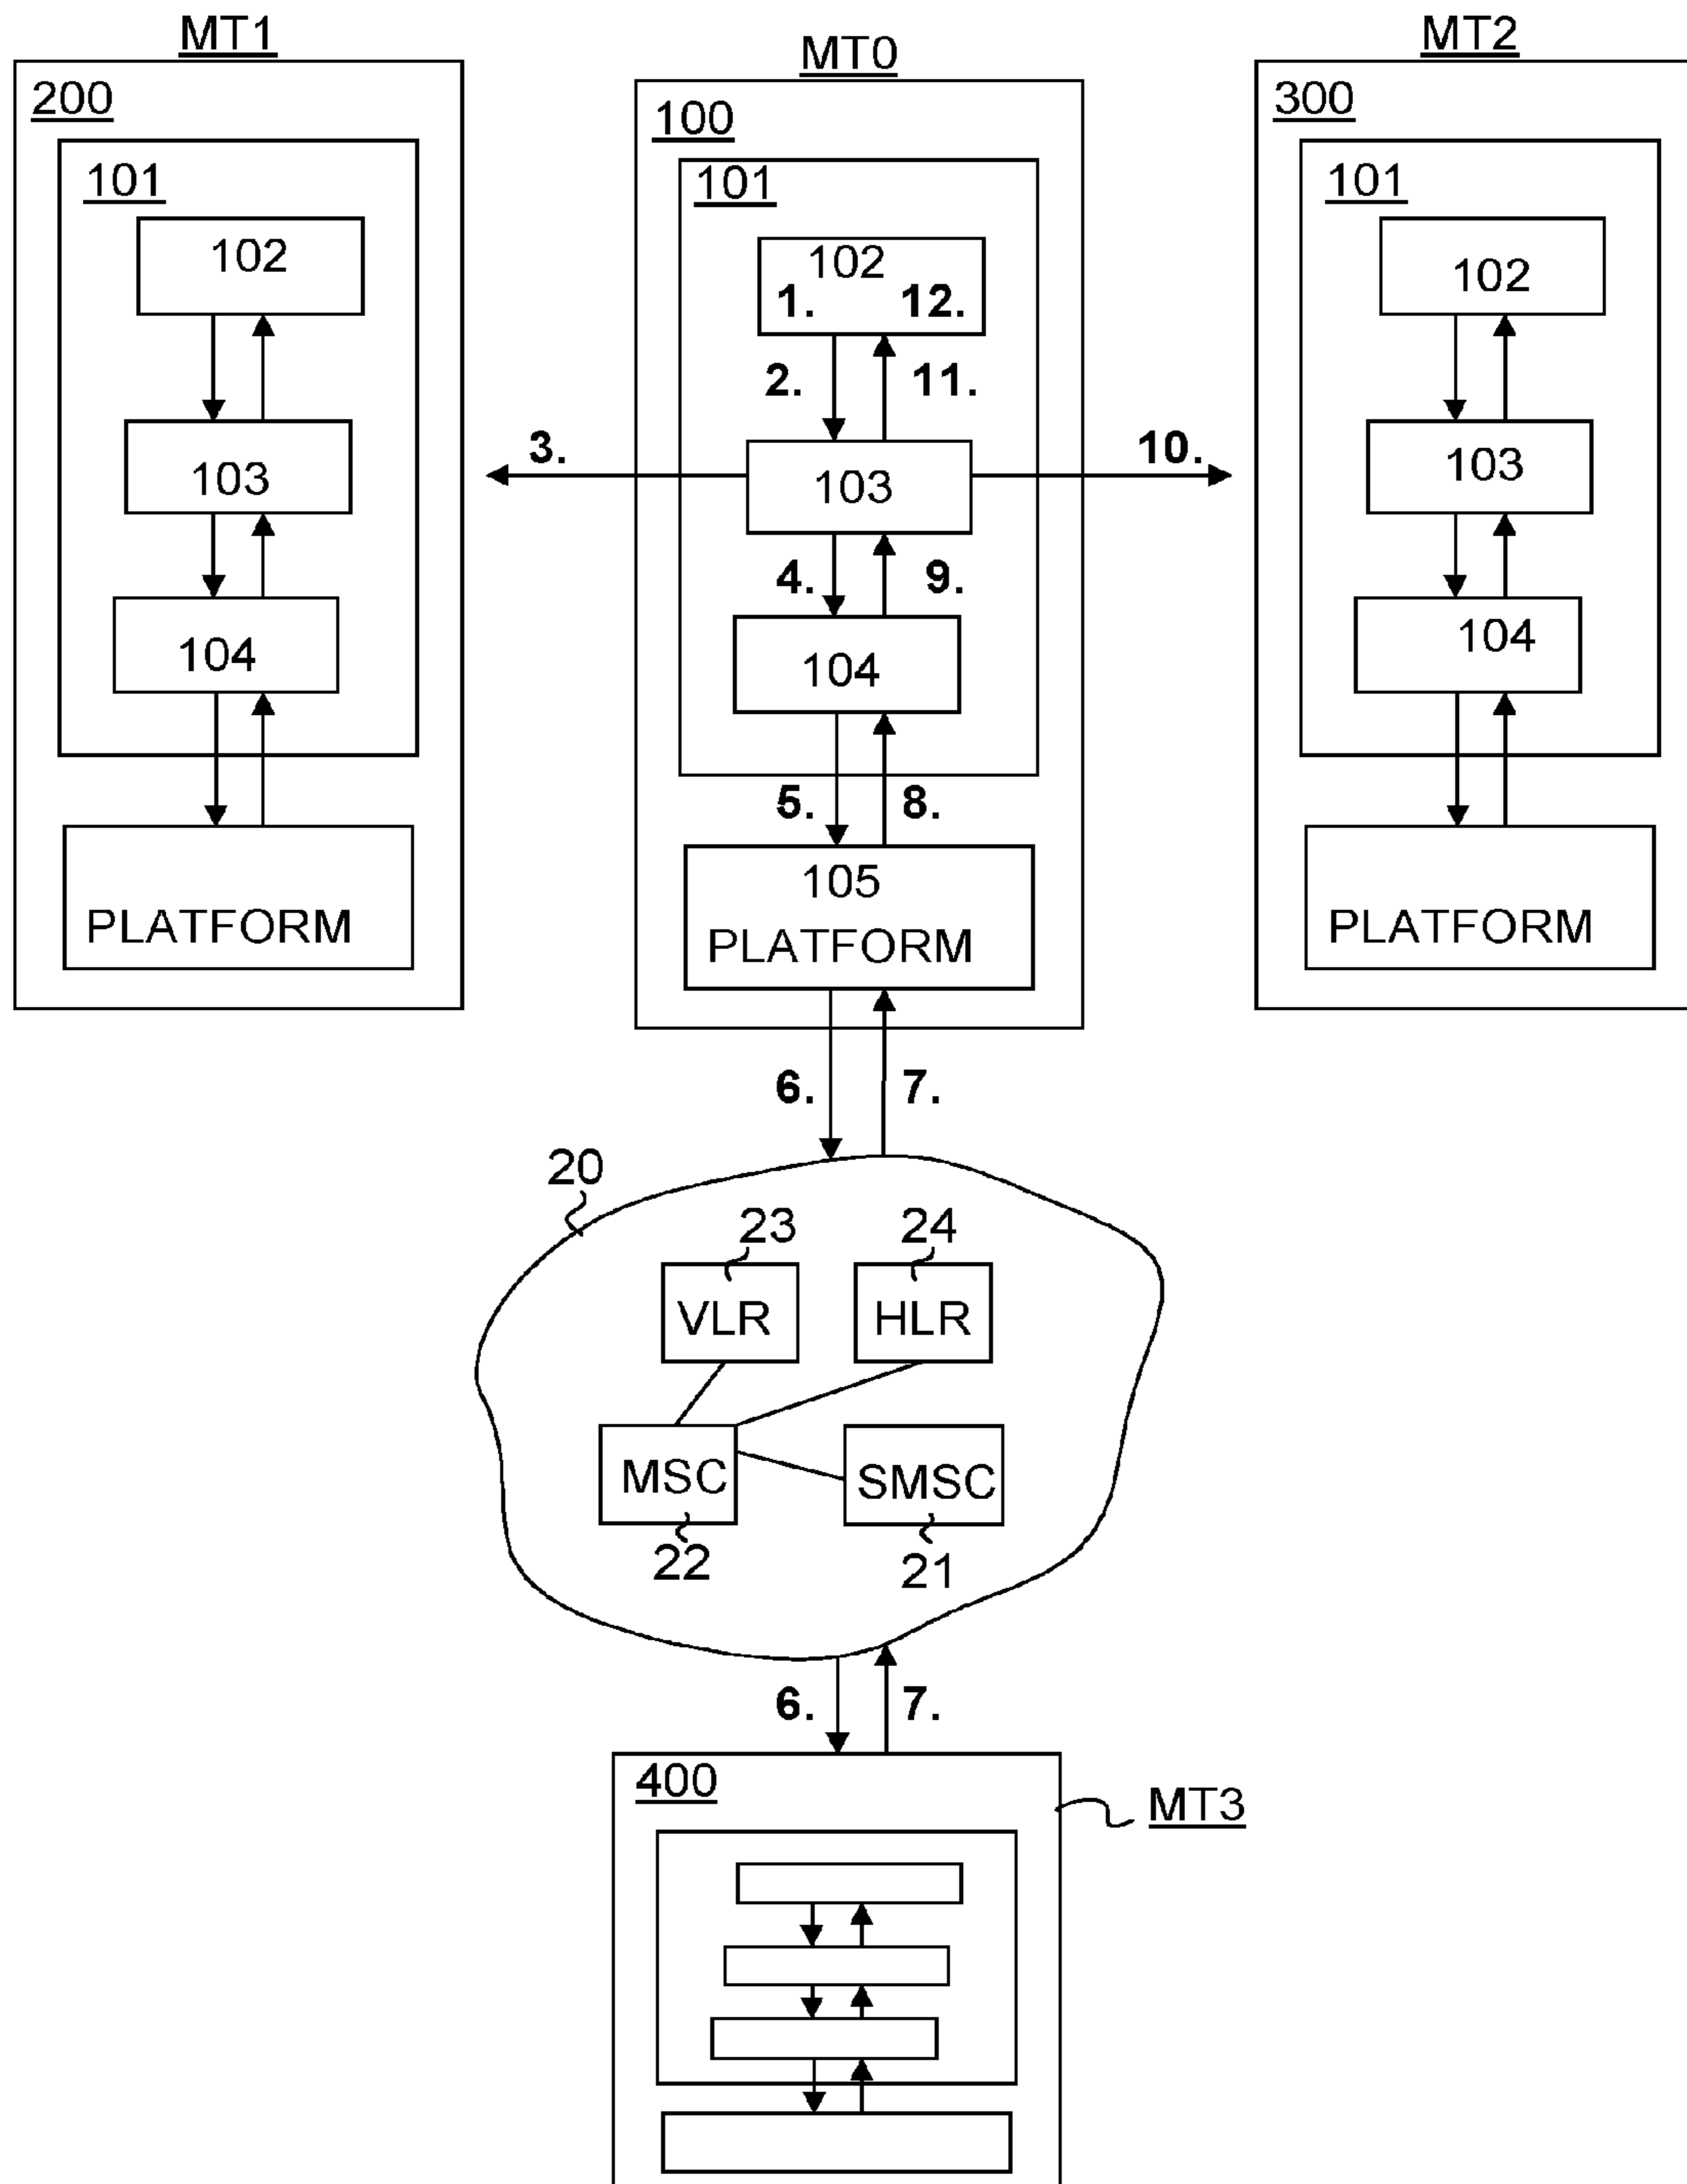 MT1 MT0 MT2
200 100 300
101 101 101
102 102 102
1. 12.
2. 11.
3. 10.
103 103 103
4. 9.
104 104 104
5. 8.
105
PLATFORM PLATFORM PLATFORM
6. 7.
20
23 24
VLR HLR
MSC SMSC
22 21
6. 7.
400
MT3